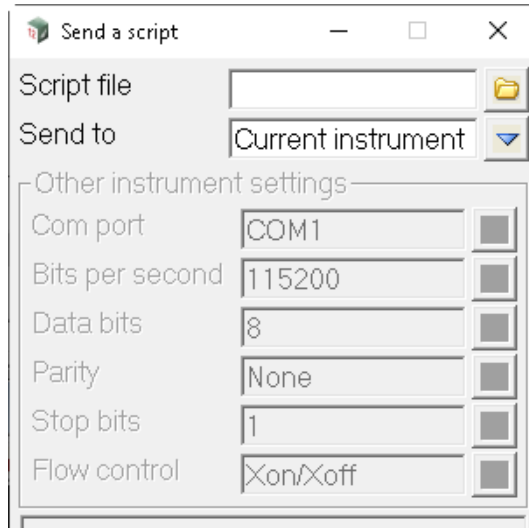 Send a script
Script file
Send to Current instrument
Other instrument settings
Com port COM1
Bits per second 115200
Data bits 8
Parity None
Stop bits 1
Flow control Xon/Xoff